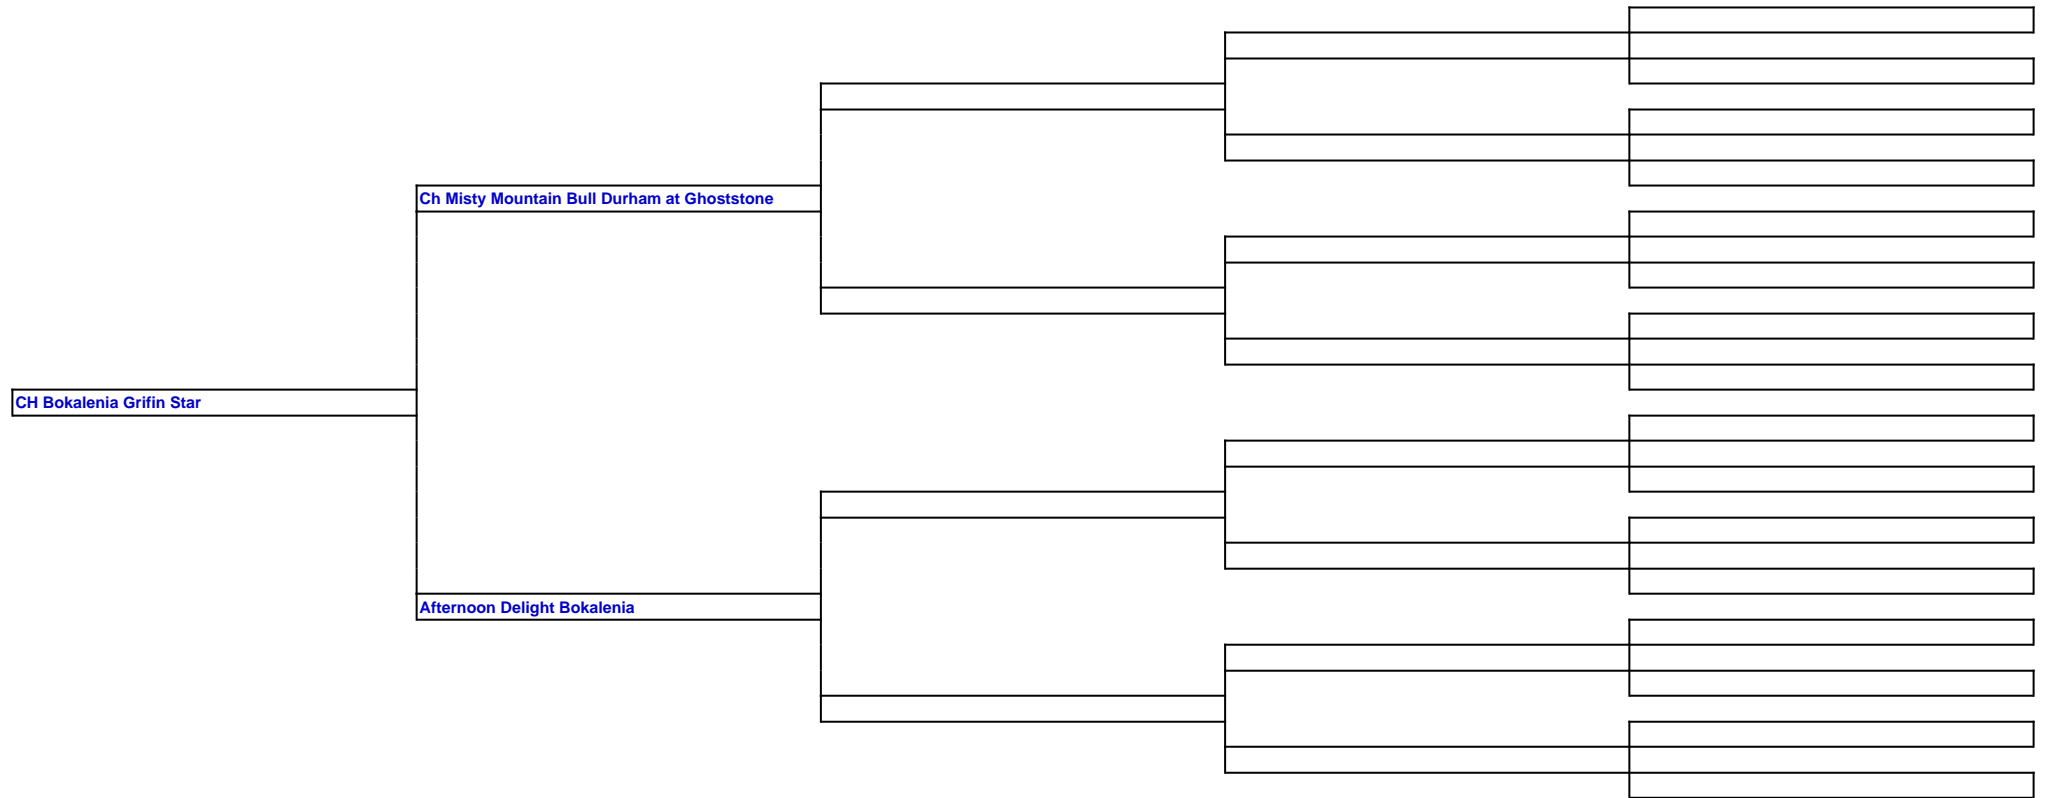 Ch Misty Mountain Bull Durham at Ghoststone
CH Bokalenia Grifin Star
Afternoon Delight Bokalenia